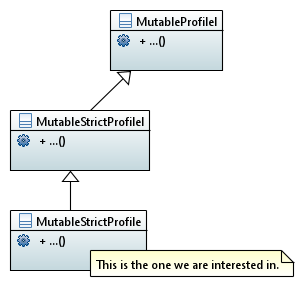 MutableProfileI
+ ...()
MutableStrictProfileI
+ ...()
MutableStrictProfile
+ ...()
This is the one we are interested in.